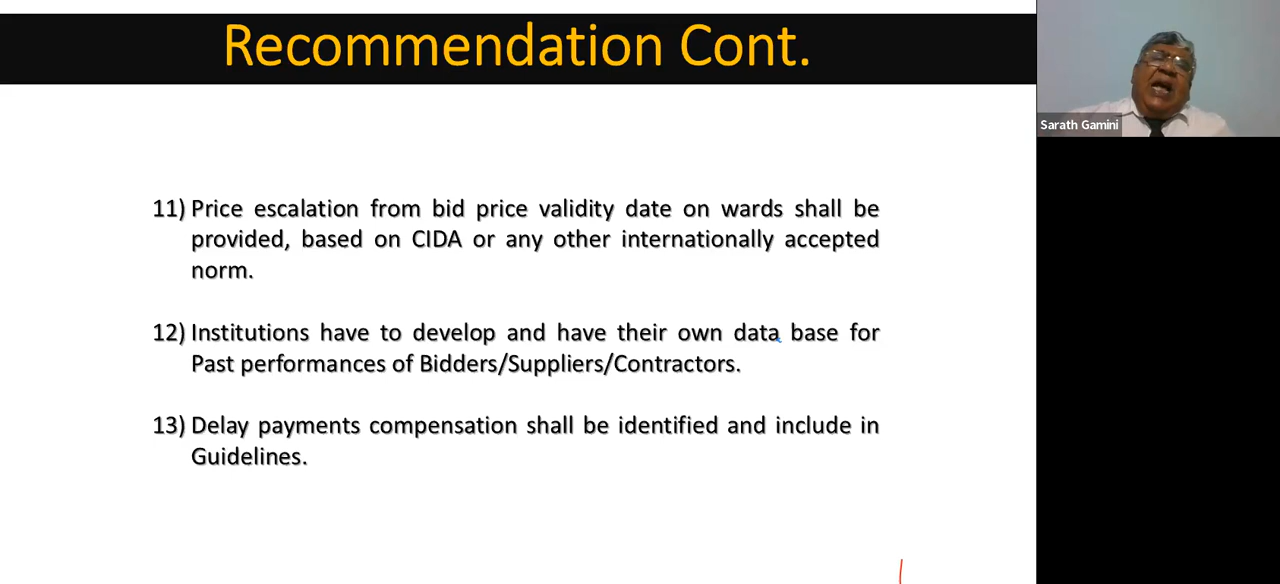 Recommendation Cont.
Sarath Gamini
11) Price escalation from bid price validity date on wards shall be
provided, based on CIDA or any other internationally accepted
norm.
12) Institutions have to develop and have their own data base for
Past performances of Bidders/Suppliers/Contractors.
13) Delay payments compensation shall be identified and include in
Guidelines.